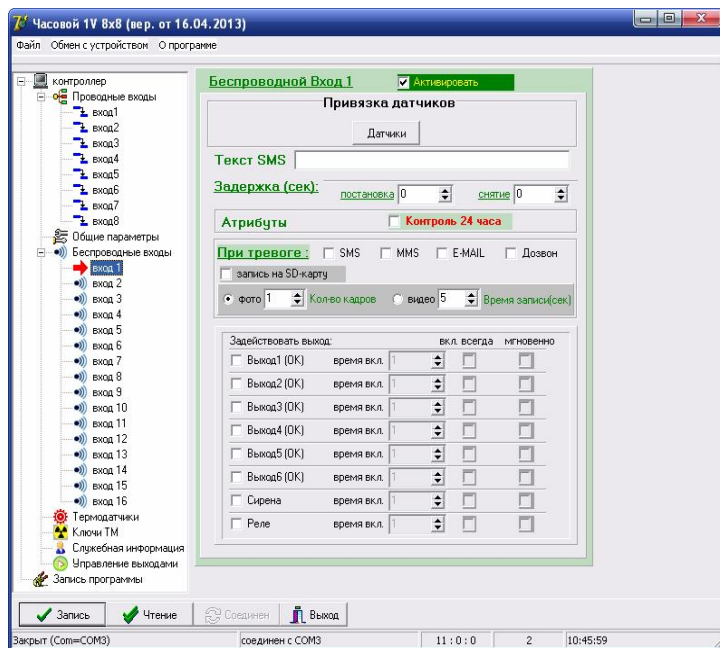 Часовой 1V 8x8 (вер. от 16.04.2013)
Файл Обмен с устройством О программе
контроллер
Проводные входы
вход1
вход2
вход3
вход4
вход5
вход6
вход7
вход8
Общие параметры
Беспроводные входы
вход 1
вход 2
вход 3
вход 4
вход 5
вход 6
вход 7
вход 8
вход 9
вход 10
вход 11
вход 12
вход 13
вход 14
вход 15
вход 16
Термодатчики
Ключи ТМ
Служебная информация
Управление выходами
Запись программы
Беспроводной Вход 1 Активировать
Привязка датчиков
Датчики
Текст SMS
Задержка (сек): постановка 0 снятие 0
Атрибуты Контроль 24 часа
При тревоге : SMS MMS E-MAIL Дозвон
запись на SD-карту
фото 1 Кол-во кадров видео 5 Время записи(сек)
Задействовать выход: вкл. всегда мгновенно
Выход1 (ОК) время вкл. 1
Выход2 (ОК) время вкл. 1
Выход3 (ОК) время вкл. 1
Выход4 (ОК) время вкл. 1
Выход5 (ОК) время вкл. 1
Выход6 (ОК) время вкл. 1
Сирена время вкл. 1
Реле время вкл. 1
Запись Чтение Соединен Выход
Закрыт (Com=COM3) соединен с COM3 11 : 0 : 0 2 10:45:59